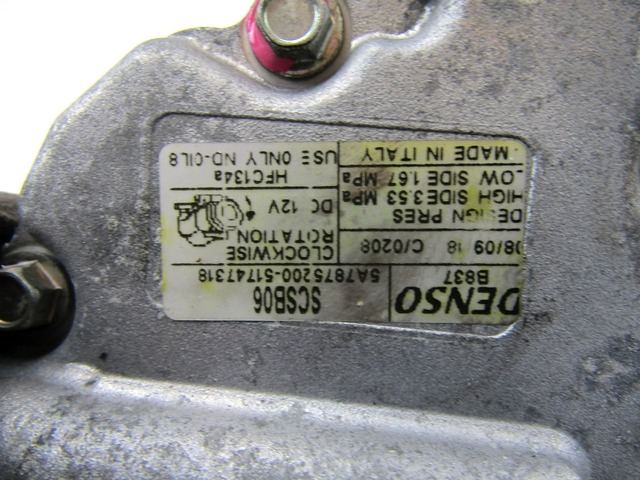 DENSO SCSB06
B837 5A7875200-51747318
08/09 18 C/0208
CLOCKWISE
ROTATION
DESIGN PRES
HIGH SIDE 3.53 MPa
LOW SIDE 1.67 MPa
DC 12V
HFC134a
MADE IN ITALY
USE ONLY ND-OIL8